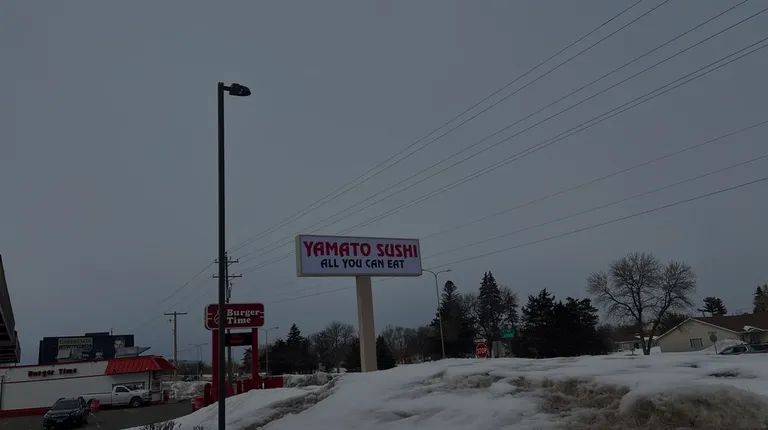 YAMATO SUSHI
ALL YOU CAN EAT
Burger
Time
Burger Time